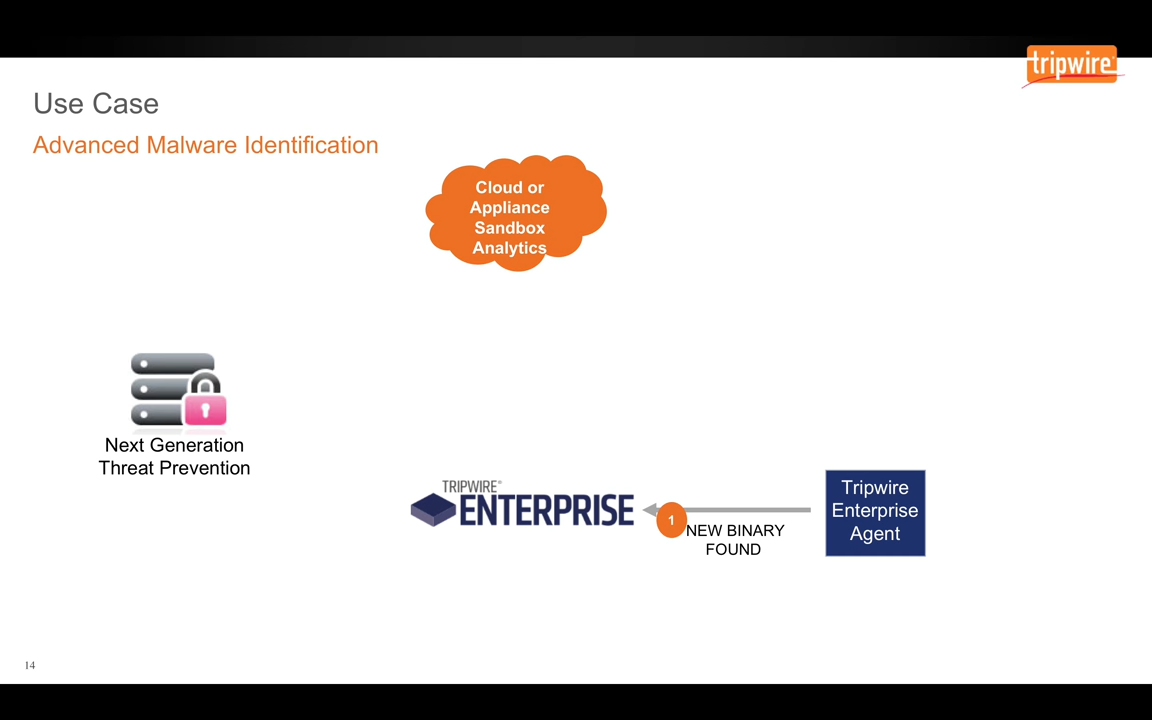 tripwire
Use Case
Advanced Malware Identification
Cloud or
Appliance
Sandbox
Analytics
Next Generation
Threat Prevention
TRIPWIRE®
ENTERPRISE
1
NEW BINARY
FOUND
Tripwire
Enterprise
Agent
14